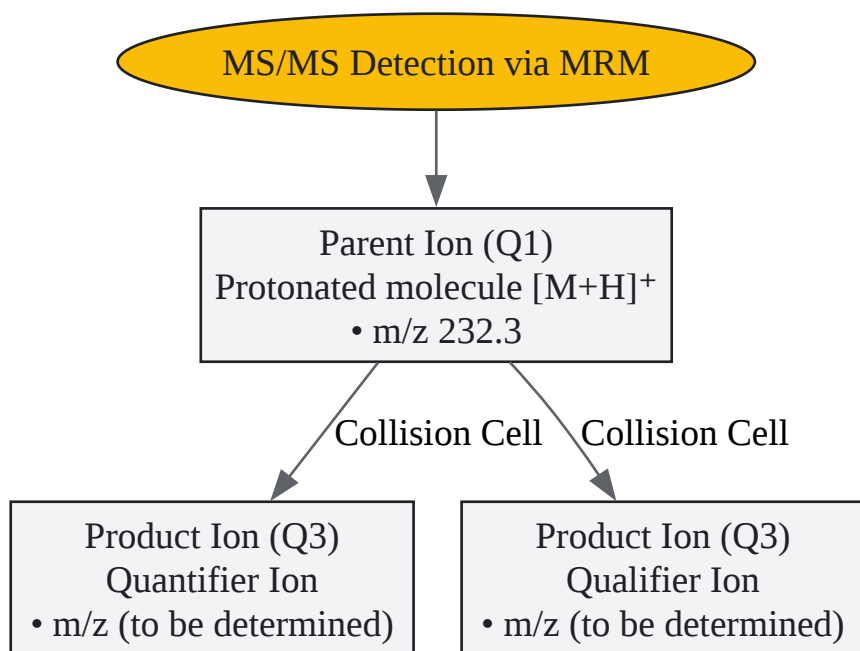 MS/MS Detection via MRM
Parent Ion (Q1)
Protonated molecule [M+H]⁺
• m/z 232.3
Collision Cell
Collision Cell
Product Ion (Q3)
Quantifier Ion
• m/z (to be determined)
Product Ion (Q3)
Qualifier Ion
• m/z (to be determined)